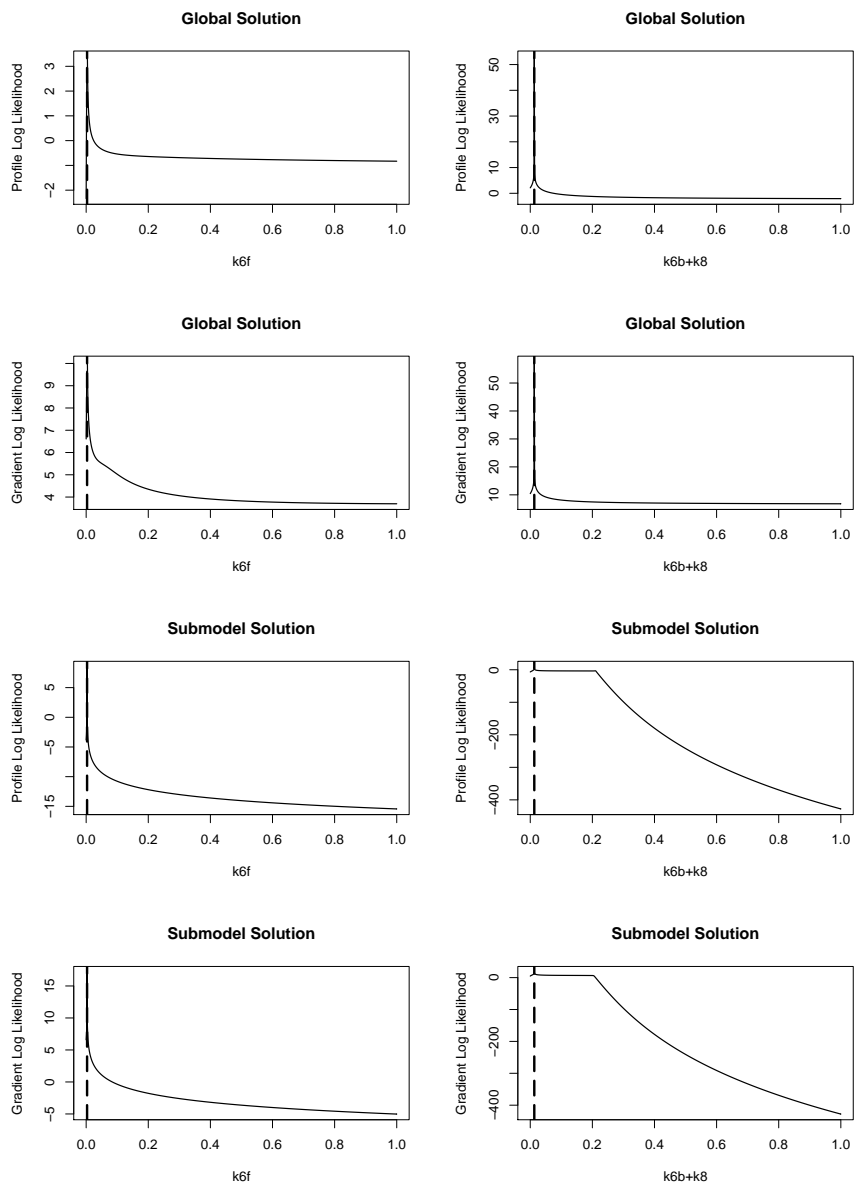 Global Solution
Profile Log Likelihood
3
2
1
0
−2
0.0 0.2 0.4 0.6 0.8 1.0
k6f
Global Solution
Profile Log Likelihood
50
30
10
0
0.0 0.2 0.4 0.6 0.8 1.0
k6b+k8
Global Solution
Gradient Log Likelihood
9
8
7
6
5
4
0.0 0.2 0.4 0.6 0.8 1.0
k6f
Global Solution
Gradient Log Likelihood
50
40
30
20
10
0.0 0.2 0.4 0.6 0.8 1.0
k6b+k8
Submodel Solution
Profile Log Likelihood
5
0
−5
−15
0.0 0.2 0.4 0.6 0.8 1.0
k6f
Submodel Solution
Profile Log Likelihood
0
−200
−400
0.0 0.2 0.4 0.6 0.8 1.0
k6b+k8
Submodel Solution
Gradient Log Likelihood
15
10
5
0
−5
0.0 0.2 0.4 0.6 0.8 1.0
k6f
Submodel Solution
Gradient Log Likelihood
0
−200
−400
0.0 0.2 0.4 0.6 0.8 1.0
k6b+k8